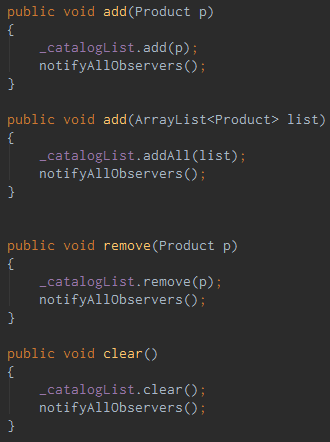 public void add(Product p)
{
    _catalogList.add(p);
    notifyAllObservers();
}
public void add(ArrayList<Product> list)
{
    _catalogList.addAll(list);
    notifyAllObservers();
}
public void remove(Product p)
{
    _catalogList.remove(p);
    notifyAllObservers();
}
public void clear()
{
    _catalogList.clear();
    notifyAllObservers();
}